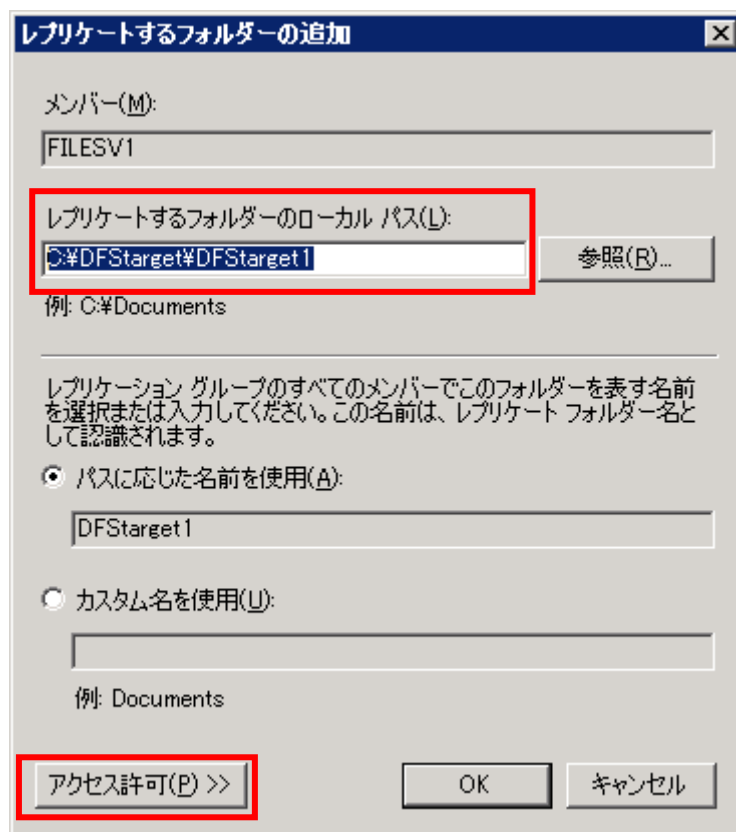 レプリケートするフォルダーの追加
メンバー(M):
FILESV1
レプリケートするフォルダーのローカル パス(L):
C:¥DFStarget¥DFStarget1
参照(R)...
例: C:¥Documents
レプリケーション グループのすべてのメンバーでこのフォルダーを表す名前
を選択または入力してください。この名前は、レプリケート フォルダー名と
して認識されます。
パスに応じた名前を使用(A):
DFStarget1
カスタム名を使用(U):
例: Documents
アクセス許可(P) >>
OK
キャンセル